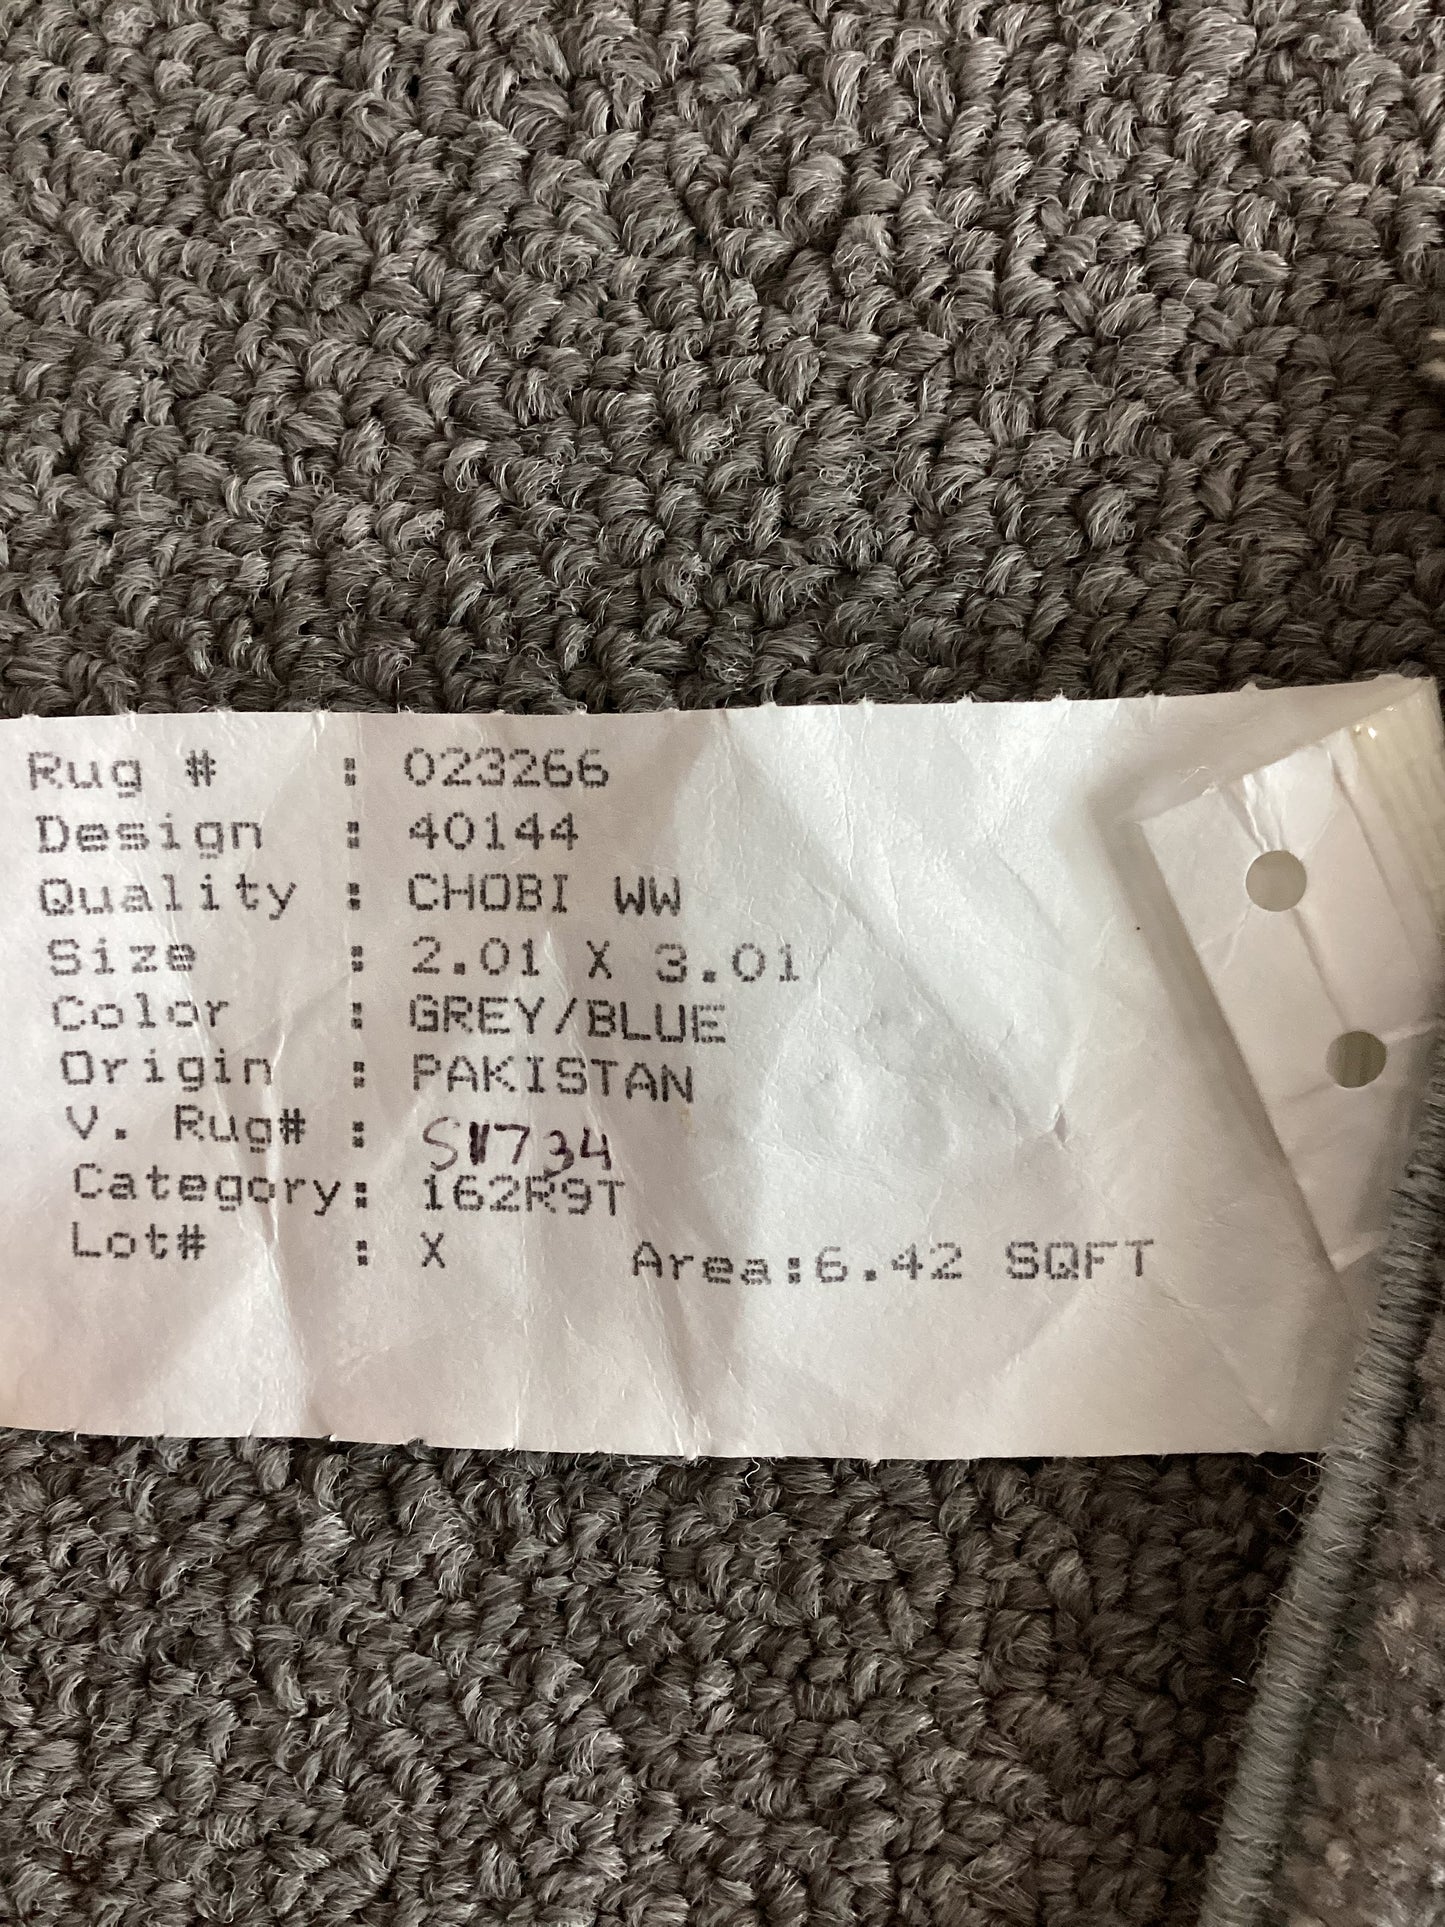 Rug # : 023266
Design : 40144
Quality : CHOBI WW
Size : 2.01 X 3.01
Color : GREY/BLUE
Origin : PAKISTAN
V. Rug# : S11734
Category: 162R9T
Lot# : X Area:6.42 SQFT